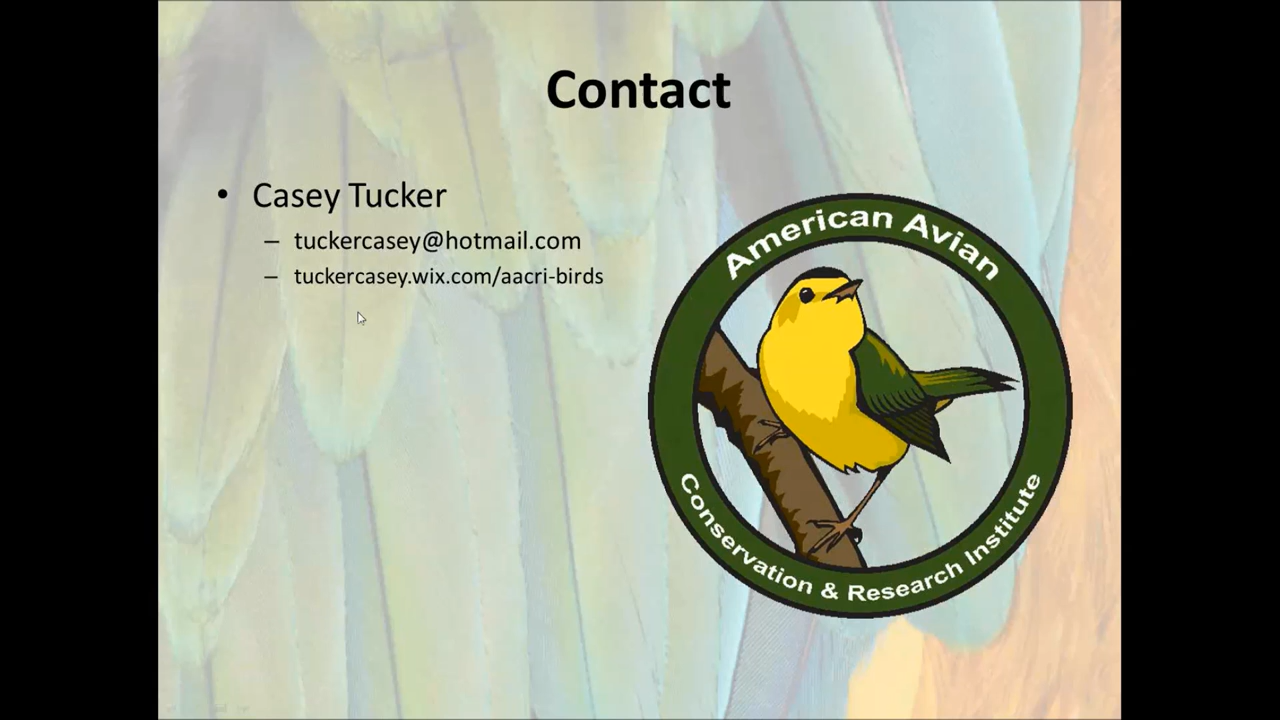 Contact
• Casey Tucker
– tuckercasey@hotmail.com
– tuckercasey.wix.com/aacri-birds
American Avian
Conservation & Research Institute